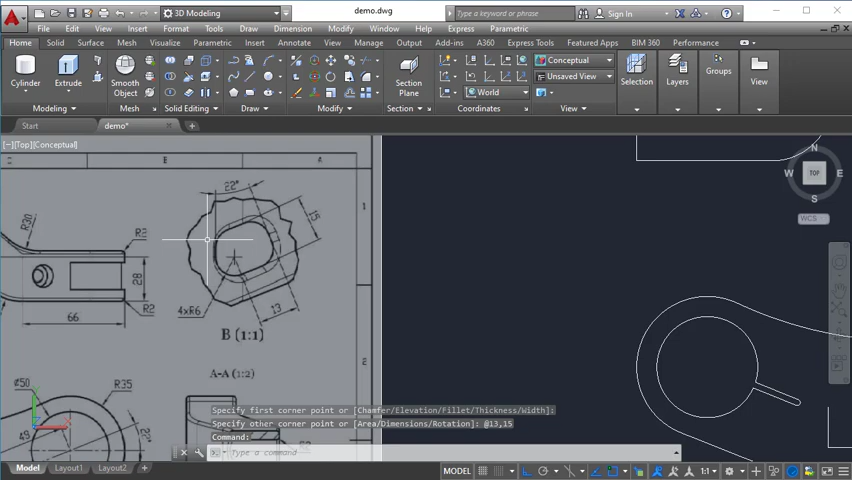 3D Modeling
demo.dwg
Type a keyword or phrase
Sign In
File Edit View Insert Format Tools Draw Dimension Modify Window Help Express Parametric
Home Solid Surface Mesh Visualize Parametric Insert Annotate View Manage Output Add-ins A360 Express Tools Featured Apps BIM 360 Performance
Cylinder Extrude Smooth Object Section Plane World Conceptual Unsaved View Selection Layers Groups View
Modeling Mesh Solid Editing Draw Modify Section Coordinates View
Start demo*
[−][Top][Conceptual]
B A
N
W TOP E
S
WCS
22°
15
1
R30
R2
28
66
R2
4xR6
13
B (1:1)
2
A-A (1:2)
Ø50
R35
22°
Specify first corner point or [Chamfer/Elevation/Fillet/Thickness/Width]:
Specify other corner point or [Area/Dimensions/Rotation]: @13,15
Command:
Type a command
Model Layout1 Layout2 +
MODEL 1:1